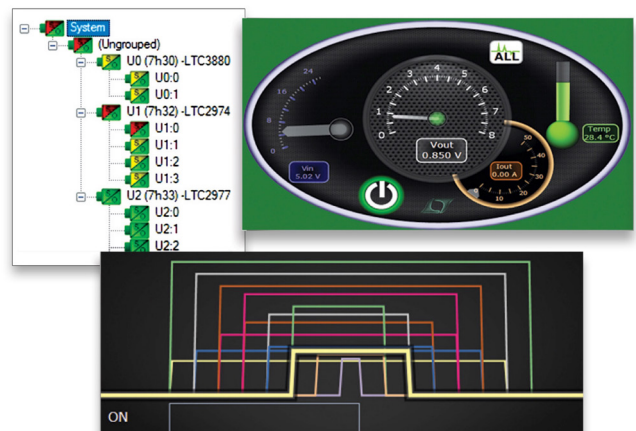 System
(Ungrouped)
U0 (7h30) -LTC3880
U0:0
U0:1
U1 (7h32) -LTC2974
U1:0
U1:1
U1:2
U1:3
U2 (7h33) -LTC2977
U2:0
U2:1
U2:2
ALL
24
16
8
0
Vin
5.02 V
0
1
2
3
4
5
6
7
8
Vout
0.850 V
50
40
30
20
10
Iout
0.00 A
Temp
28.4 °C
ON